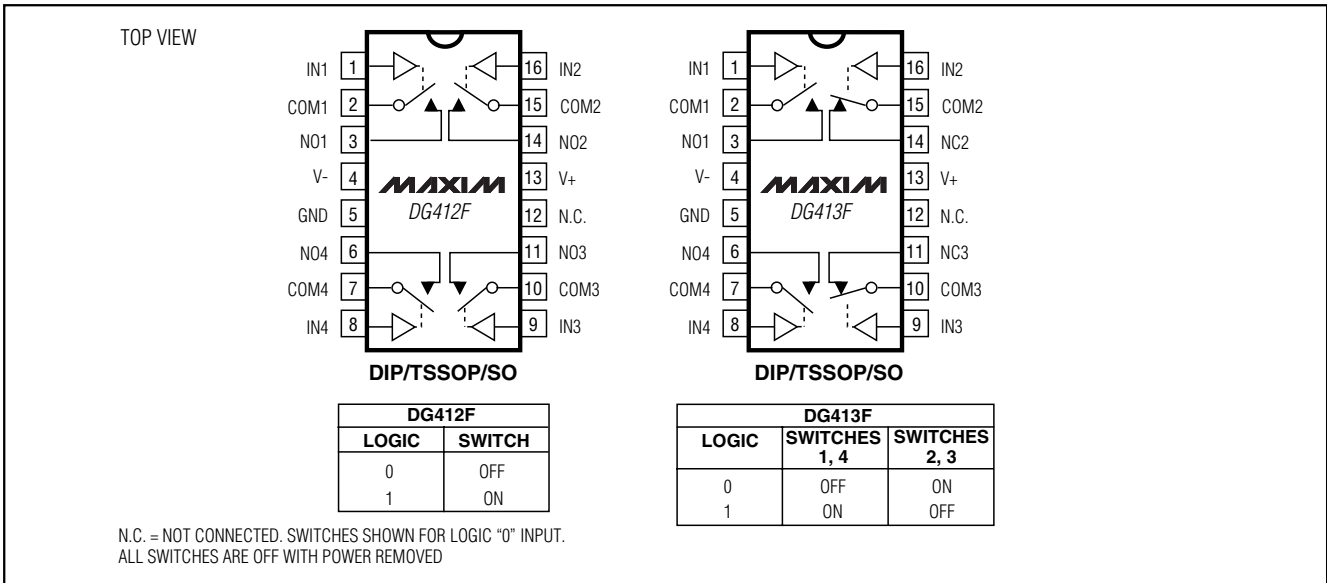 TOP VIEW
IN1 1 16 IN2
COM1 2 15 COM2
NO1 3 14 NO2
V- 4 13 V+
MAXIM
DG412F
GND 5 12 N.C.
NO4 6 11 NO3
COM4 7 10 COM3
IN4 8 9 IN3
DIP/TSSOP/SO
IN1 1 16 IN2
COM1 2 15 COM2
NO1 3 14 NC2
V- 4 13 V+
MAXIM
DG413F
GND 5 12 N.C.
NO4 6 11 NC3
COM4 7 10 COM3
IN4 8 9 IN3
DIP/TSSOP/SO
DG412F
LOGIC SWITCH
0 OFF
1 ON
DG413F
LOGIC SWITCHES 1, 4 SWITCHES 2, 3
0 OFF ON
1 ON OFF
N.C. = NOT CONNECTED. SWITCHES SHOWN FOR LOGIC “0” INPUT.
ALL SWITCHES ARE OFF WITH POWER REMOVED